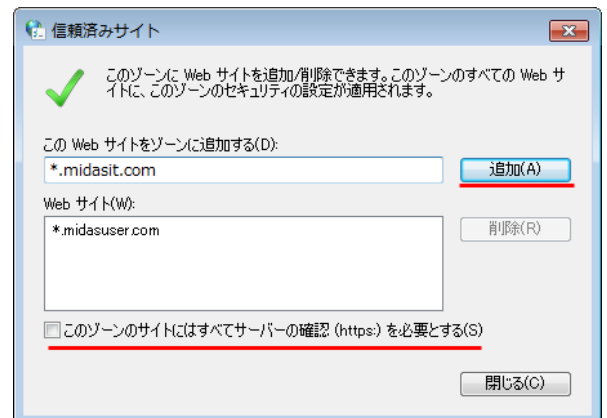 信頼済みサイト
このゾーンに Web サイトを追加/削除できます。このゾーンのすべての Web サ
イトに、このゾーンのセキュリティの設定が適用されます。
この Web サイトをゾーンに追加する(D):
*.midasit.com
追加(A)
Web サイト(W):
*.midasuser.com
削除(R)
このゾーンのサイトにはすべてサーバーの確認 (https:) を必要とする(S)
閉じる(C)